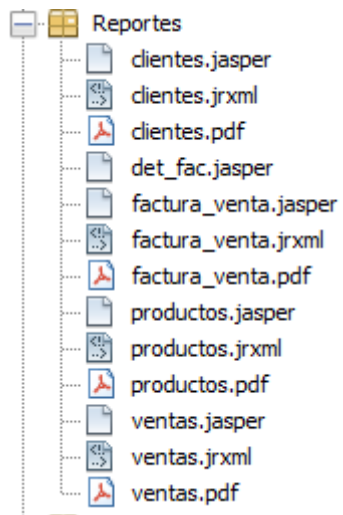 Reportes
clientes.jasper
clientes.jrxml
clientes.pdf
det_fac.jasper
factura_venta.jasper
factura_venta.jrxml
factura_venta.pdf
productos.jasper
productos.jrxml
productos.pdf
ventas.jasper
ventas.jrxml
ventas.pdf